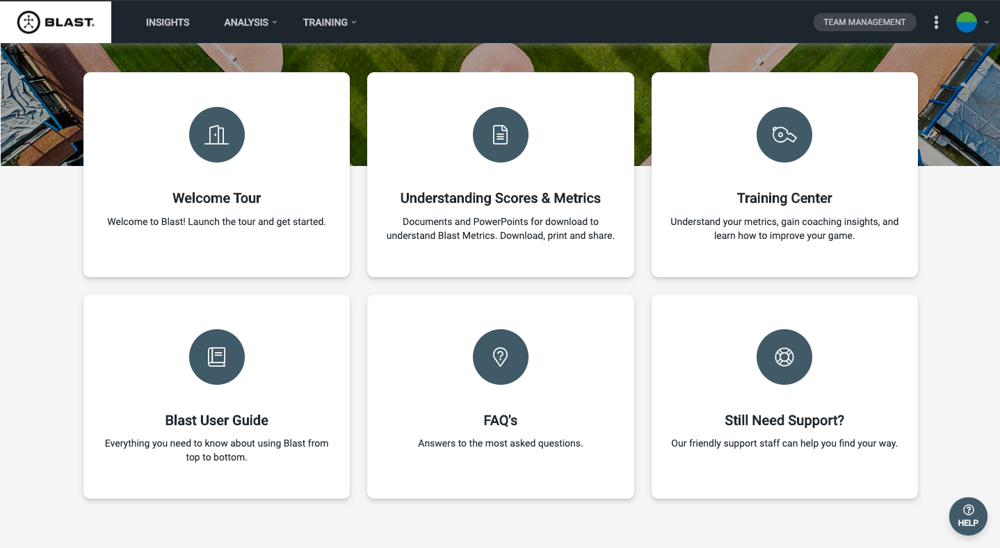 BLAST.
INSIGHTS
ANALYSIS
TRAINING
TEAM MANAGEMENT
Welcome Tour
Welcome to Blast! Launch the tour and get started.
Understanding Scores & Metrics
Documents and PowerPoints for download to
understand Blast Metrics. Download, print and share.
Training Center
Understand your metrics, gain coaching insights, and
learn how to improve your game.
Blast User Guide
Everything you need to know about using Blast from
top to bottom.
FAQ's
Answers to the most asked questions.
Still Need Support?
Our friendly support staff can help you find your way.
HELP